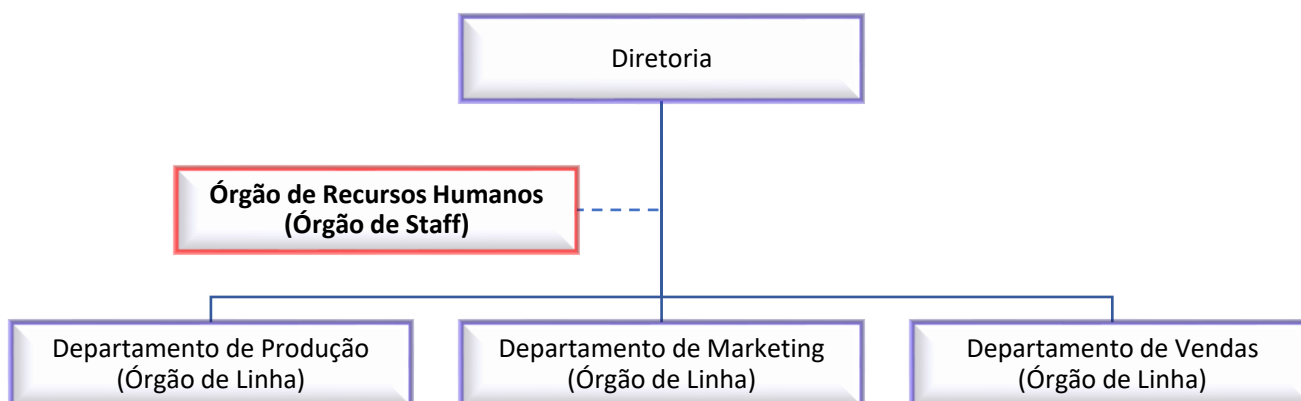 Diretoria
Órgão de Recursos Humanos
(Órgão de Staff)
Departamento de Produção
(Órgão de Linha)
Departamento de Marketing
(Órgão de Linha)
Departamento de Vendas
(Órgão de Linha)